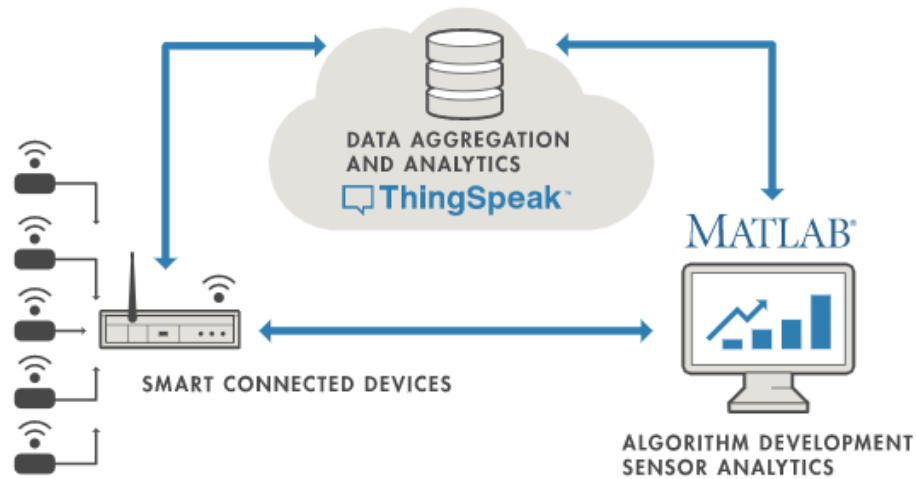 DATA AGGREGATION
AND ANALYTICS
ThingSpeak™
MATLAB®
SMART CONNECTED DEVICES
ALGORITHM DEVELOPMENT
SENSOR ANALYTICS